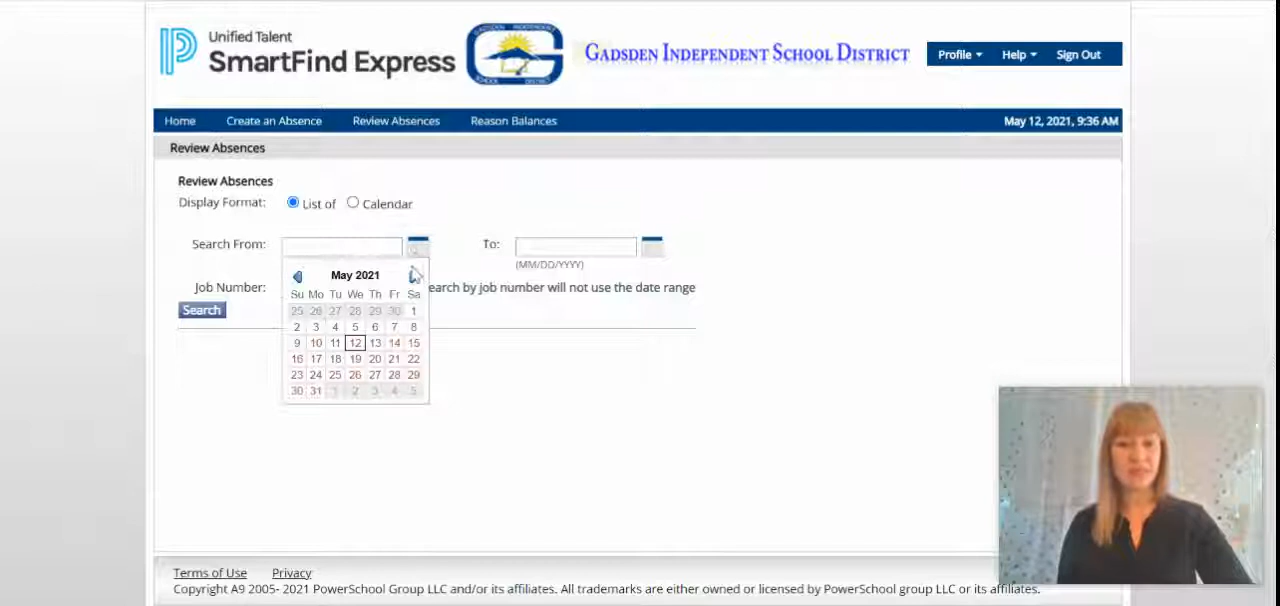 Unified Talent
SmartFind Express
GADSDEN INDEPENDENT
SCHOOL DISTRICT
GADSDEN INDEPENDENT SCHOOL DISTRICT
Profile Help Sign Out
Home Create an Absence Review Absences Reason Balances May 12, 2021, 9:36 AM
Review Absences
Review Absences
Display Format: List of Calendar
Search From: To:
(MM/DD/YYYY)
May 2021
Job Number: earch by job number will not use the date range
Su Mo Tu We Th Fr Sa
Search
25 26 27 28 29 30 1
2 3 4 5 6 7 8
9 10 11 12 13 14 15
16 17 18 19 20 21 22
23 24 25 26 27 28 29
30 31 1 2 3 4 5
Terms of Use Privacy
Copyright A9 2005- 2021 PowerSchool Group LLC and/or its affiliates. All trademarks are either owned or licensed by PowerSchool group LLC or its affiliates.